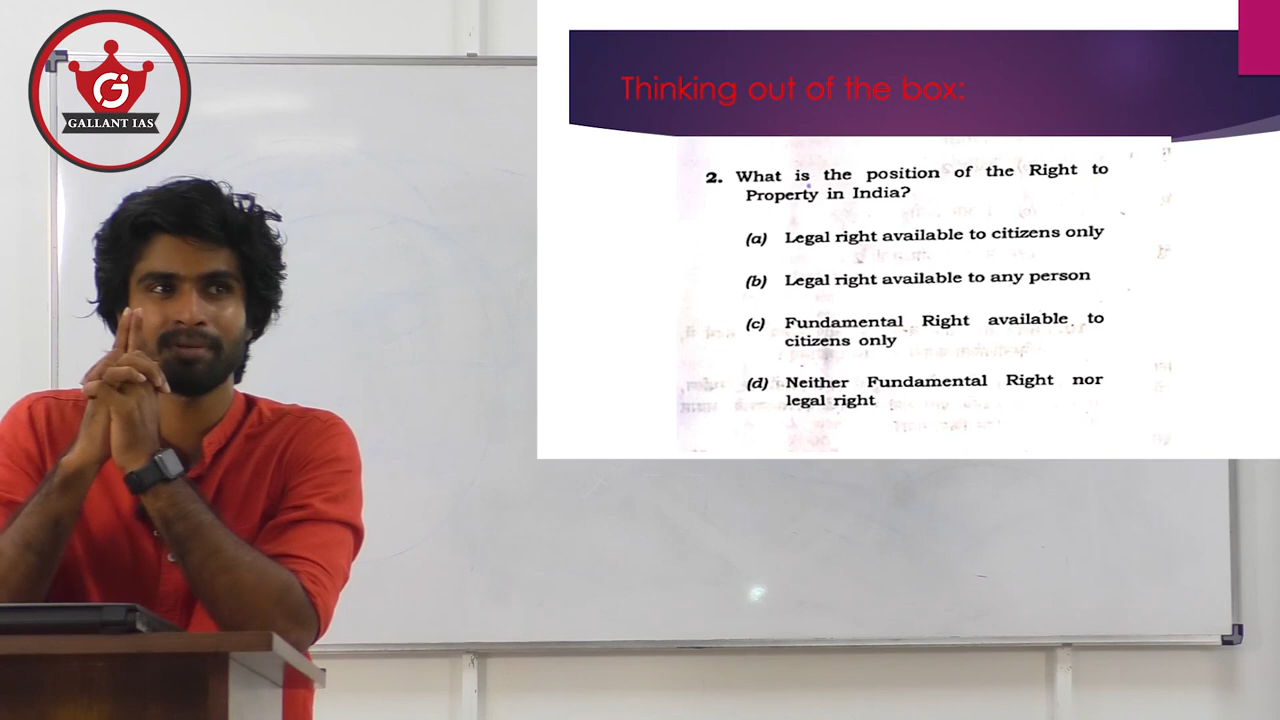 GALLANT IAS
Thinking out of the box:
2. What is the position of the Right to
Property in India?
(a) Legal right available to citizens only
(b) Legal right available to any person
(c) Fundamental Right available to
citizens only
(d) Neither Fundamental Right nor
legal right